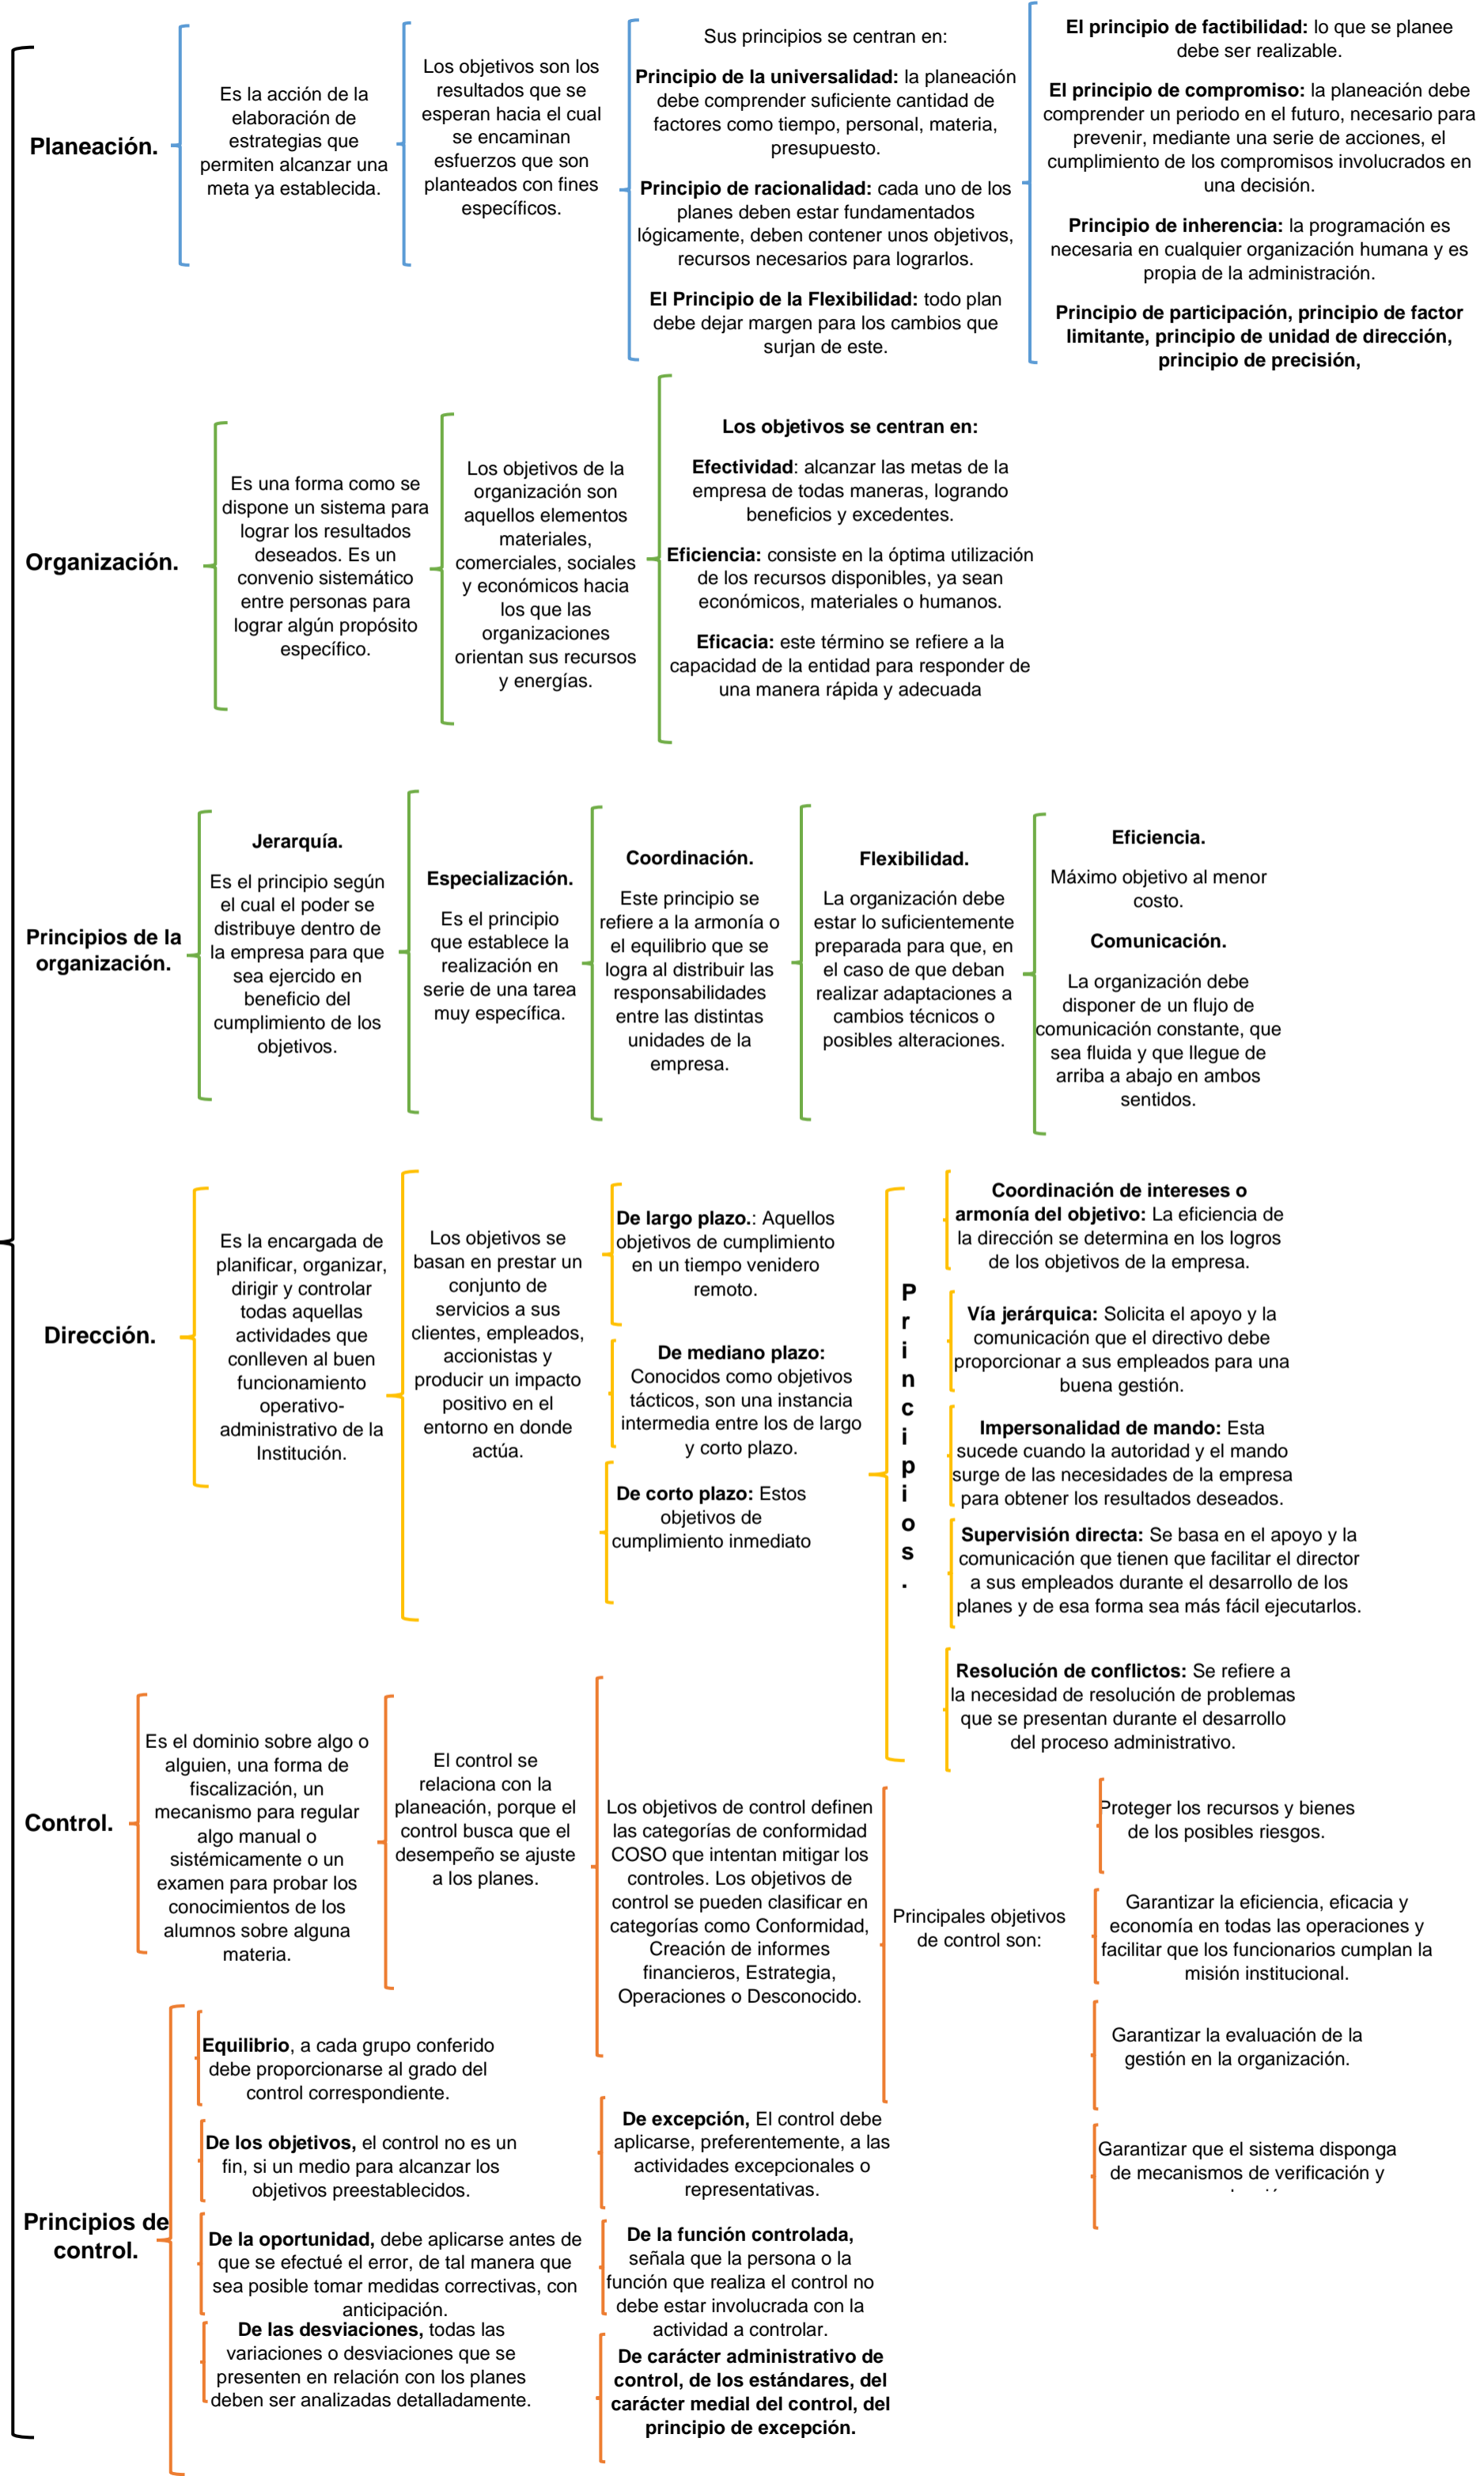 Planeación.
Es la acción de la
elaboración de
estrategias que
permiten alcanzar una
meta ya establecida.
Los objetivos son los
resultados que se
esperan hacia el cual
se encaminan
esfuerzos que son
planteados con fines
específicos.
Sus principios se centran en:
Principio de la universalidad: la planeación
debe comprender suficiente cantidad de
factores como tiempo, personal, materia,
presupuesto.
Principio de racionalidad: cada uno de los
planes deben estar fundamentados
lógicamente, deben contener unos objetivos,
recursos necesarios para lograrlos.
El Principio de la Flexibilidad: todo plan
debe dejar margen para los cambios que
surjan de este.
El principio de factibilidad: lo que se planee
debe ser realizable.
El principio de compromiso: la planeación debe
comprender un periodo en el futuro, necesario para
prevenir, mediante una serie de acciones, el
cumplimiento de los compromisos involucrados en
una decisión.
Principio de inherencia: la programación es
necesaria en cualquier organización humana y es
propia de la administración.
Principio de participación, principio de factor
limitante, principio de unidad de dirección,
principio de precisión,
Organización.
Es una forma como se
dispone un sistema para
lograr los resultados
deseados. Es un
convenio sistemático
entre personas para
lograr algún propósito
específico.
Los objetivos de la
organización son
aquellos elementos
materiales,
comerciales, sociales
y económicos hacia
los que las
organizaciones
orientan sus recursos
y energías.
Los objetivos se centran en:
Efectividad: alcanzar las metas de la
empresa de todas maneras, logrando
beneficios y excedentes.
Eficiencia: consiste en la óptima utilización
de los recursos disponibles, ya sean
económicos, materiales o humanos.
Eficacia: este término se refiere a la
capacidad de la entidad para responder de
una manera rápida y adecuada
Principios de la
organización.
Jerarquía.
Es el principio según
el cual el poder se
distribuye dentro de
la empresa para que
sea ejercido en
beneficio del
cumplimiento de los
objetivos.
Especialización.
Es el principio
que establece la
realización en
serie de una tarea
muy específica.
Coordinación.
Este principio se
refiere a la armonía o
el equilibrio que se
logra al distribuir las
responsabilidades
entre las distintas
unidades de la
empresa.
Flexibilidad.
La organización debe
estar lo suficientemente
preparada para que, en
el caso de que deban
realizar adaptaciones a
cambios técnicos o
posibles alteraciones.
Eficiencia.
Máximo objetivo al menor
costo.
Comunicación.
La organización debe
disponer de un flujo de
comunicación constante, que
sea fluida y que llegue de
arriba a abajo en ambos
sentidos.
Dirección.
Es la encargada de
planificar, organizar,
dirigir y controlar
todas aquellas
actividades que
conlleven al buen
funcionamiento
operativo-
administrativo de la
Institución.
Los objetivos se
basan en prestar un
conjunto de
servicios a sus
clientes, empleados,
accionistas y
producir un impacto
positivo en el
entorno en donde
actúa.
De largo plazo.: Aquellos
objetivos de cumplimiento
en un tiempo venidero
remoto.
De mediano plazo:
Conocidos como objetivos
tácticos, son una instancia
intermedia entre los de largo
y corto plazo.
De corto plazo: Estos
objetivos de
cumplimiento inmediato
P
r
i
n
c
i
p
i
o
s
.
Coordinación de intereses o
armonía del objetivo: La eficiencia de
la dirección se determina en los logros
de los objetivos de la empresa.
Vía jerárquica: Solicita el apoyo y la
comunicación que el directivo debe
proporcionar a sus empleados para una
buena gestión.
Impersonalidad de mando: Esta
sucede cuando la autoridad y el mando
surge de las necesidades de la empresa
para obtener los resultados deseados.
Supervisión directa: Se basa en el apoyo y la
comunicación que tienen que facilitar el director
a sus empleados durante el desarrollo de los
planes y de esa forma sea más fácil ejecutarlos.
Resolución de conflictos: Se refiere a
la necesidad de resolución de problemas
que se presentan durante el desarrollo
del proceso administrativo.
Control.
Es el dominio sobre algo o
alguien, una forma de
fiscalización, un
mecanismo para regular
algo manual o
sistémicamente o un
examen para probar los
conocimientos de los
alumnos sobre alguna
materia.
El control se
relaciona con la
planeación, porque el
control busca que el
desempeño se ajuste
a los planes.
Los objetivos de control definen
las categorías de conformidad
COSO que intentan mitigar los
controles. Los objetivos de
control se pueden clasificar en
categorías como Conformidad,
Creación de informes
financieros, Estrategia,
Operaciones o Desconocido.
Principales objetivos
de control son:
Proteger los recursos y bienes
de los posibles riesgos.
Garantizar la eficiencia, eficacia y
economía en todas las operaciones y
facilitar que los funcionarios cumplan la
misión institucional.
Garantizar la evaluación de la
gestión en la organización.
Garantizar que el sistema disponga
de mecanismos de verificación y
Principios de
control.
Equilibrio, a cada grupo conferido
debe proporcionarse al grado del
control correspondiente.
De los objetivos, el control no es un
fin, si un medio para alcanzar los
objetivos preestablecidos.
De la oportunidad, debe aplicarse antes de
que se efectué el error, de tal manera que
sea posible tomar medidas correctivas, con
anticipación.
De las desviaciones, todas las
variaciones o desviaciones que se
presenten en relación con los planes
deben ser analizadas detalladamente.
De excepción, El control debe
aplicarse, preferentemente, a las
actividades excepcionales o
representativas.
De la función controlada,
señala que la persona o la
función que realiza el control no
debe estar involucrada con la
actividad a controlar.
De carácter administrativo de
control, de los estándares, del
carácter medial del control, del
principio de excepción.